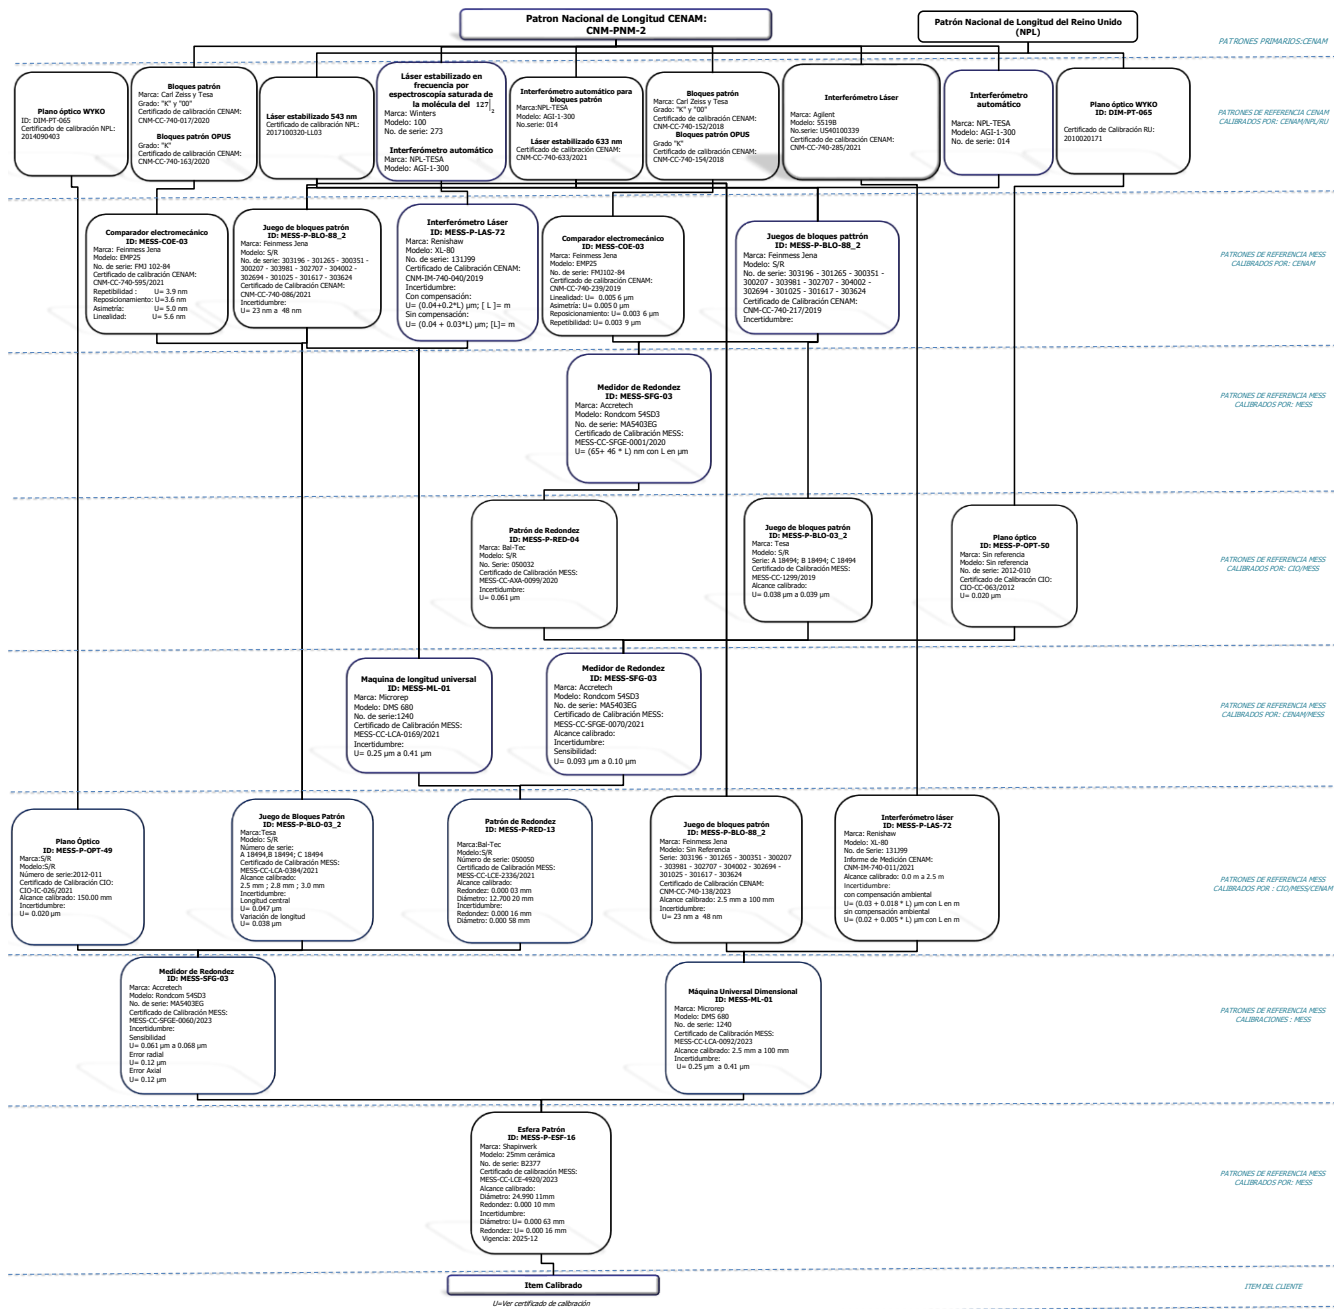 Patron Nacional de Longitud CENAM:
CNM-PNM-2
Patrón Nacional de Longitud del Reino Unido
(NPL)
PATRONES PRIMARIOS:CENAM
Plano óptico WYKO
ID: DIM-PT-065
Certificado de calibración NPL:
2014090403
Bloques patrón
Marca: Carl Zeiss y Tesa
Grado: "K" y "00"
Certificado de calibración CENAM:
CNM-CC-740-017/2020
Bloques patrón OPUS
Grado: "K"
Certificado de calibración CENAM:
CNM-CC-740-163/2020
Láser estabilizado 543 nm
Certificado de calibración NPL:
2017100320-LL03
Láser estabilizado en
frecuencia por
espectroscopía saturada de
la molécula del 127I2
Marca: Winters
Modelo: 100
No. de serie: 273
Interferómetro automático
Marca: NPL-TESA
Modelo: AGI-1-300
Interferómetro automático para
bloques patrón
Marca:NPL-TESA
Modelo: AGI-1-300
No.serie: 014
Láser estabilizado 633 nm
Certificado de calibración CENAM:
CNM-CC-740-633/2021
Bloques patrón
Marca: Carl Zeiss y Tesa
Grado: "K" y "00"
Certificado de calibración CENAM:
CNM-CC-740-152/2018
Bloques patrón OPUS
Grado "K"
Certificado de calibración CENAM:
CNM-CC-740-154/2018
Interferómetro Láser
Marca: Agilent
Modelo: 5519B
No.serie: US40100339
Certificado de calibración CENAM:
CNM-CC-740-285/2021
Interferómetro
automático
Marca: NPL-TESA
Modelo: AGI-1-300
No. de serie: 014
Plano óptico WYKO
ID: DIM-PT-065
Certificado de Calibración RU:
2010020171
PATRONES DE REFERENCIA CENAM
CALIBRADOS POR: CENAM/NPL/RU
Comparador electromecánico
ID: MESS-COE-03
Marca: Feinmess Jena
Modelo: EMP25
No. de serie: FMJ 102-84
Certificado de calibración CENAM:
CNM-CC-740-595/2021
Repetibilidad : U= 3.9 nm
Reposicionamiento: U=3.6 nm
Asimetría: U= 5.0 nm
Linealidad: U= 5.6 nm
Juego de bloques patrón
ID: MESS-P-BLO-88_2
Marca: Feinmess Jena
Modelo: S/R
No. de serie: 303196 - 301265 - 300351 -
300207 - 303981 - 302707 - 304002 -
302694 - 301025 - 301617 - 303624
Certificado de Calibración CENAM:
CNM-CC-740-086/2021
Incertidumbre:
U= 23 nm a 48 nm
Interferómetro Láser
ID: MESS-P-LAS-72
Marca: Renishaw
Modelo: XL-80
No. de serie: 131J99
Certificado de Calibración CENAM:
CNM-IM-740-040/2019
Incertidumbre:
Con compensación:
U= (0.04+0.2*L) µm; [ L ]= m
Sin compensación:
U= (0.04 + 0.03*L) µm; [L]= m
Comparador electromecánico
ID: MESS-COE-03
Marca: Feinmess Jena
Modelo: EMP25
No. de serie: FMJ102-84
Certificado de calibración CENAM:
CNM-CC-740-239/2019
Linealidad: U= 0.005 6 µm
Asimetría: U= 0.005 0 µm
Reposicionamiento: U= 0.003 6 µm
Repetibilidad: U= 0.003 9 µm
Juegos de bloques pattrón
ID: MESS-P-BLO-88_2
Marca: Feinmess Jena
Modelo: S/R
No. de serie: 303196 - 301265 - 300351 -
300207 - 303981 - 302707 - 304002 -
302694 - 301025 - 301617 - 303624
Certificado de Calibración CENAM:
CNM-CC-740-217/2019
Incertidumbre:
PATRONES DE REFERENCIA MESS
CALIBRADOS POR: CENAM
Medidor de Redondez
ID: MESS-SFG-03
Marca: Accretech
Modelo: Rondcom 54SD3
No. de serie: MA5403EG
Certificado de Calibración MESS:
MESS-CC-SFGE-0001/2020
U= (65+ 46 * L) nm con L en µm
PATRONES DE REFERENCIA MESS
CALIBRADOS POR: MESS
Patrón de Redondez
ID: MESS-P-RED-04
Marca: Bal-Tec
Modelo: S/R
No. Serie: 050032
Certificado de Calibración MESS:
MESS-CC-AXA-0099/2020
Incertidumbre:
U= 0.061 µm
Juego de bloques patrón
ID: MESS-P-BLO-03_2
Marca: Tesa
Modelo: S/R
Serie: A 18494; B 18494; C 18494
Certificado de Calibración MESS:
MESS-CC-1299/2019
Alcance calibrado:
U= 0.038 µm a 0.039 µm
Plano óptico
ID: MESS-P-OPT-50
Marca: Sin referencia
Modelo: Sin referencia
No. de serie: 2012-010
Certificado de Calibracón CIO:
CIO-CC-063/2012
U= 0.020 µm
PATRONES DE REFERENCIA MESS
CALIBRADOS POR: CIO/MESS
Maquina de longitud universal
ID: MESS-ML-01
Marca: Microrep
Modelo: DMS 680
No. de serie:1240
Certificado de Calibración MESS:
MESS-CC-LCA-0169/2021
Incertidumbre:
U= 0.25 µm a 0.41 µm
Medidor de Redondez
ID: MESS-SFG-03
Marca: Accretech
Modelo: Rondcom 54SD3
No. de serie: MA5403EG
Certificado de Calibración MESS:
MESS-CC-SFGE-0070/2021
Alcance calibrado:
Incertidumbre:
Sensibilidad:
U= 0.093 µm a 0.10 µm
PATRONES DE REFERENCIA MESS
CALIBRADOS POR: CENAM/MESS
Plano Óptico
ID: MESS-P-OPT-49
Marca:S/R
Modelo:S/R
Número de serie:2012-011
Certificado de Calibración CIO:
CIO-IC-026/2021
Alcance calibrado: 150.00 mm
Incertidumbre:
U= 0.020 µm
Juego de Bloques Patrón
ID: MESS-P-BLO-03_2
Marca:Tesa
Modelo: S/R
Número de serie:
A 18494,B 18494; C 18494
Certificado de Calibración MESS:
MESS-CC-LCA-0384/2021
Alcance calibrado:
2.5 mm ; 2.8 mm ; 3.0 mm
Incertidumbre:
Longitud central
U= 0.047 µm
Variación de longitud
U= 0.038 µm
Patrón de Redondez
ID: MESS-P-RED-13
Marca:Bal-Tec
Modelo:S/R
Número de serie: 050050
Certificado de Calibración MESS:
MESS-CC-LCE-2336/2021
Alcance calibrado:
Redondez: 0.000 03 mm
Diámetro: 12.700 20 mm
Incertidumbre:
Redondez: 0.000 16 mm
Diámetro: 0.000 58 mm
Juego de bloques patrón
ID: MESS-P-BLO-88_2
Marca: Feinmess Jena
Modelo: Sin Referencia
Serie: 303196 - 301265 - 300351 - 300207
- 303981 - 302707 - 304002 - 302694 -
301025 - 301617 - 303624
Certificado de Calibración CENAM:
CNM-CC-740-138/2023
Alcance calibrado: 2.5 mm a 100 mm
Incertidumbre:
U= 23 nm a 48 nm
Interferómetro láser
ID: MESS-P-LAS-72
Marca: Renishaw
Modelo: XL-80
No. de Serie: 131J99
Informe de Medición CENAM:
CNM-IM-740-011/2021
Alcance calibrado: 0.0 m a 2.5 m
Incertidumbre:
con compensación ambiental
U= (0.03 + 0.018 * L) µm con L en m
sin compensación ambiental
U= (0.02 + 0.005 * L) µm con L en m
PATRONES DE REFERENCIA MESS
CALIBRADOS POR : CIO/MESS/CENAM
Medidor de Redondez
ID: MESS-SFG-03
Marca: Accretech
Modelo: Rondcom 54SD3
No. de serie: MA5403EG
Certificado de Calibración MESS:
MESS-CC-SFGE-0060/2023
Incertidumbre:
Sensibilidad
U= 0.061 µm a 0.068 µm
Error radial
U= 0.12 µm
Error Axial
U= 0.12 µm
Máquina Universal Dimensional
ID: MESS-ML-01
Marca: Microrep
Modelo: DMS 680
No. de serie: 1240
Certificado de Calibración MESS:
MESS-CC-LCA-0092/2023
Alcance calibrado: 2.5 mm a 100 mm
Incertidumbre:
U= 0.25 µm a 0.41 µm
PATRONES DE REFERENCIA MESS
CALIBRACIONES : MESS
Esfera Patrón
ID: MESS-P-ESF-16
Marca: Shapirwerk
Modelo: 25mm cerámica
No. de serie: B2377
Certificado de calibración MESS:
MESS-CC-LCE-4920/2023
Alcance calibrado:
Diámetro: 24.990 11mm
Redondez: 0.000 10 mm
Incertidumbre:
Diámetro: U= 0.000 63 mm
Redondez: U= 0.000 16 mm
Vigencia: 2025-12
PATRONES DE REFERENCIA MESS
CALIBRADOS POR: MESS
Item Calibrado
U=Ver certificado de calibración
ITEM DEL CLIENTE